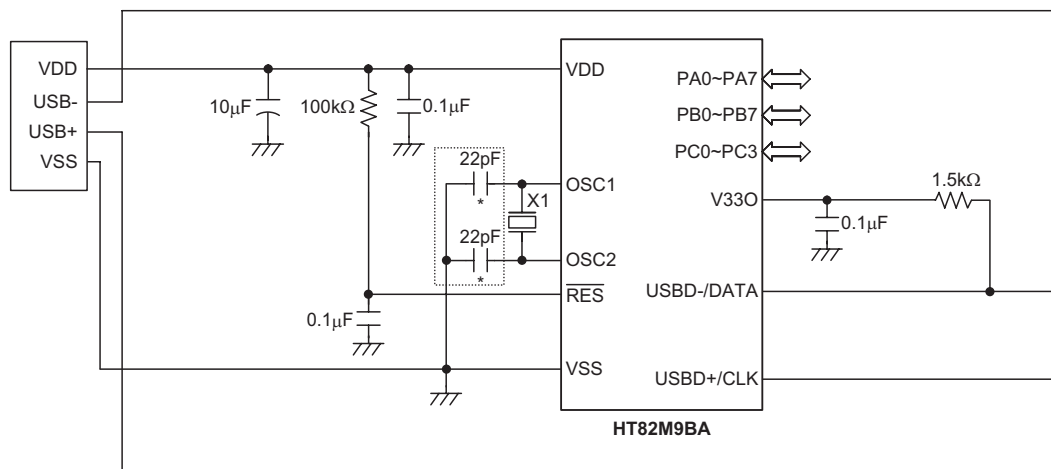 VDD
USB-
USB+
VSS
10μF
100kΩ
0.1μF
22pF
*
X1
22pF
*
0.1μF
VDD
OSC1
OSC2
RES
VSS
PA0~PA7
PB0~PB7
PC0~PC3
V33O
USBD-/DATA
USBD+/CLK
1.5kΩ
0.1μF
HT82M9BA